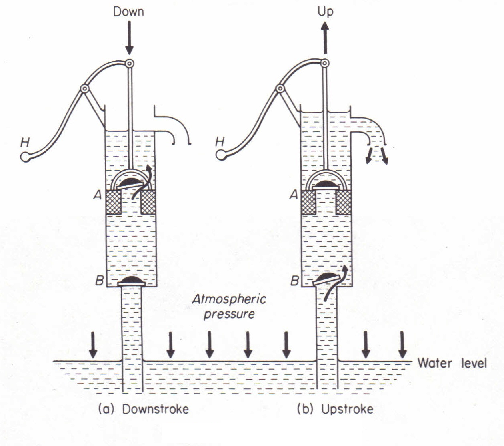 Down
Up
H
H
A
A
B
B
Atmospheric
pressure
Water level
(a) Downstroke
(b) Upstroke